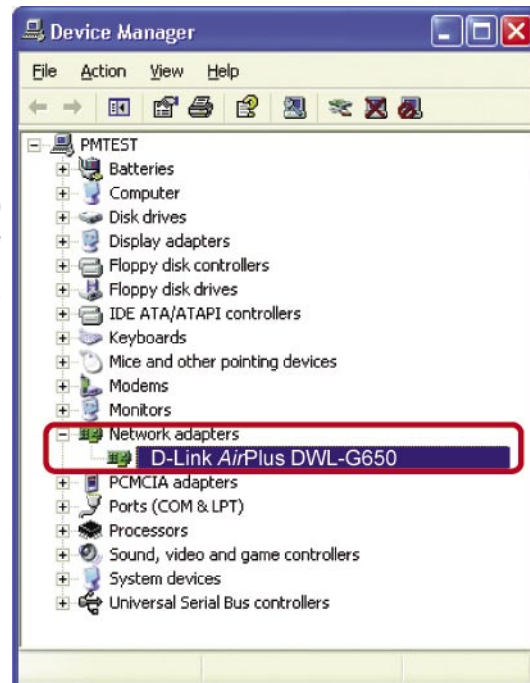 Device Manager
File Action View Help
PMTEST
Batteries
Computer
Disk drives
Display adapters
Floppy disk controllers
Floppy disk drives
IDE ATA/ATAPI controllers
Keyboards
Mice and other pointing devices
Modems
Monitors
Network adapters
D-Link AirPlus DWL-G650
PCMCIA adapters
Ports (COM & LPT)
Processors
Sound, video and game controllers
System devices
Universal Serial Bus controllers